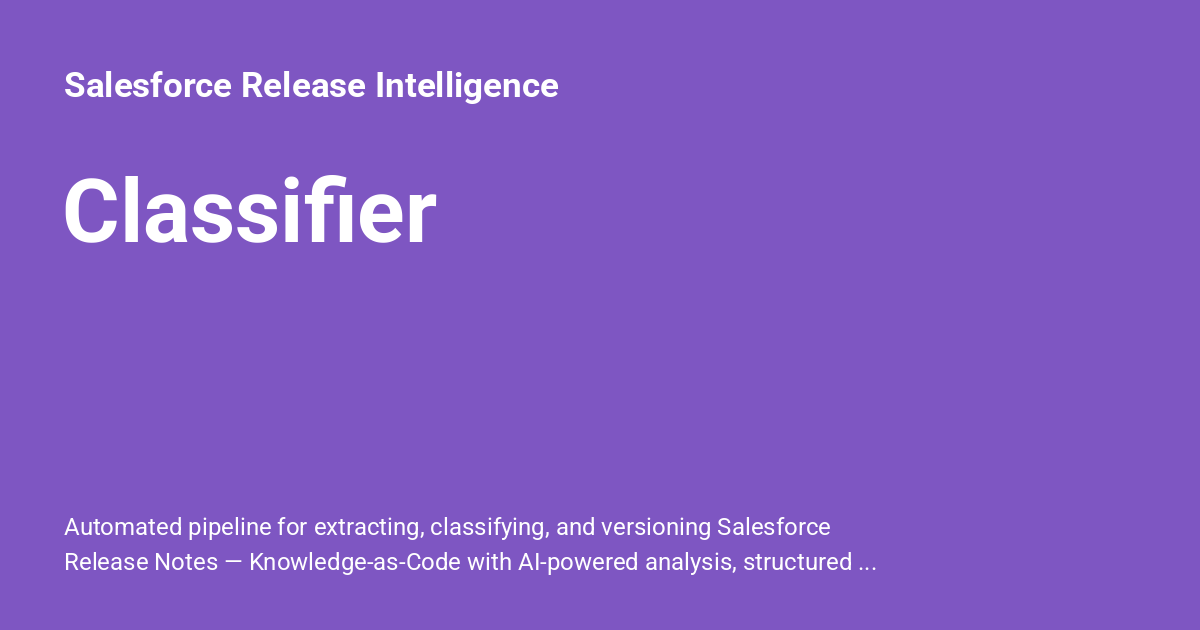 Salesforce Release Intelligence
Classifier
Automated pipeline for extracting, classifying, and versioning Salesforce
Release Notes — Knowledge-as-Code with AI-powered analysis, structured ...